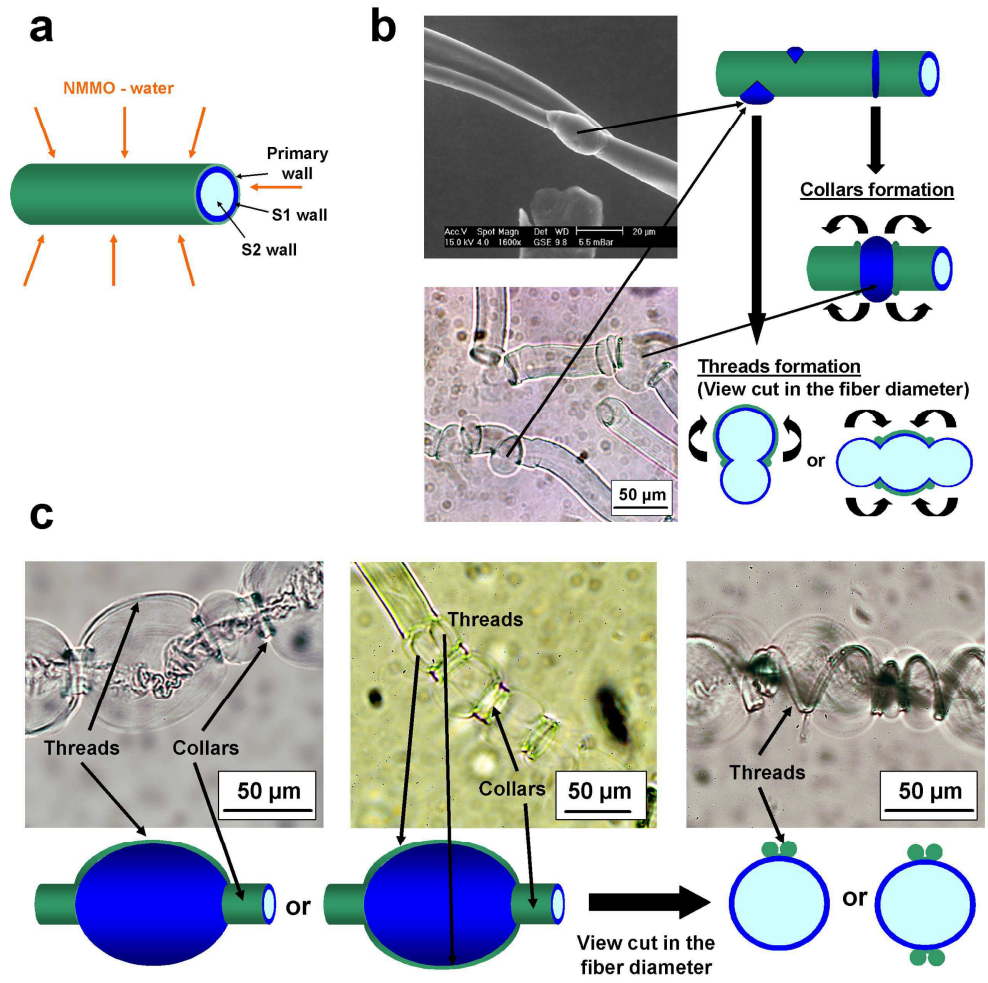 a
NMMO - water
Primary
wall
S1 wall
S2 wall
b
Acc.V Spot Magn Det WD 20 µm
15.0 kV 4.0 1600x GSE 9.8 5.5 mBar
Collars formation
50 µm
Threads formation
(View cut in the fiber diameter)
or
c
Threads
Collars
50 µm
Threads
Collars
50 µm
Threads
50 µm
or
View cut in the
fiber diameter
or